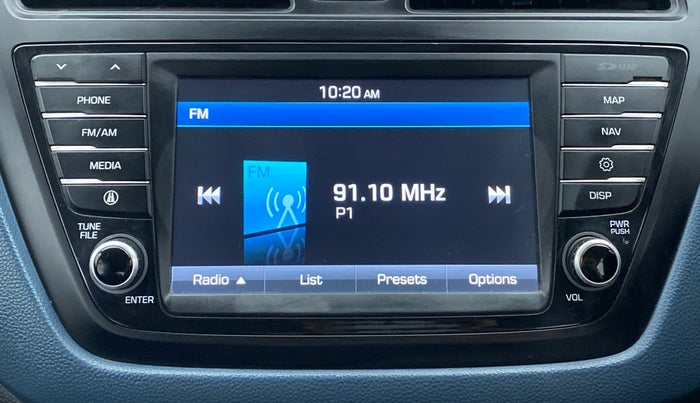 10:20 AM
SD MAP
PHONE
FM
MAP
FM/AM
NAV
MEDIA
FM
91.10 MHz
P1
DISP
TUNE
FILE
PWR
PUSH
Radio ▲ List Presets Options
ENTER
VOL